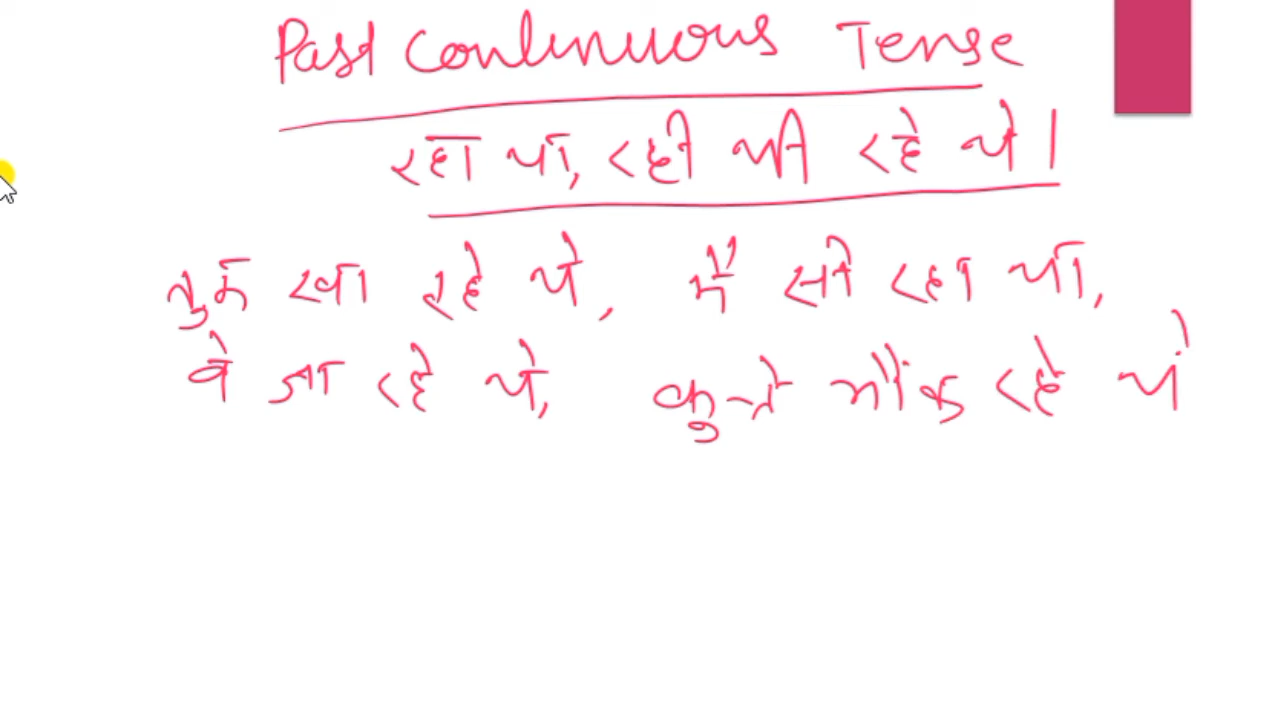 Past Continuous Tense
रहा था, रही थी रहे थे।
तुम खा रहे थे, मैं सो रहा था,
वे जा रहे थे, कुत्ते भौंक रहे थे